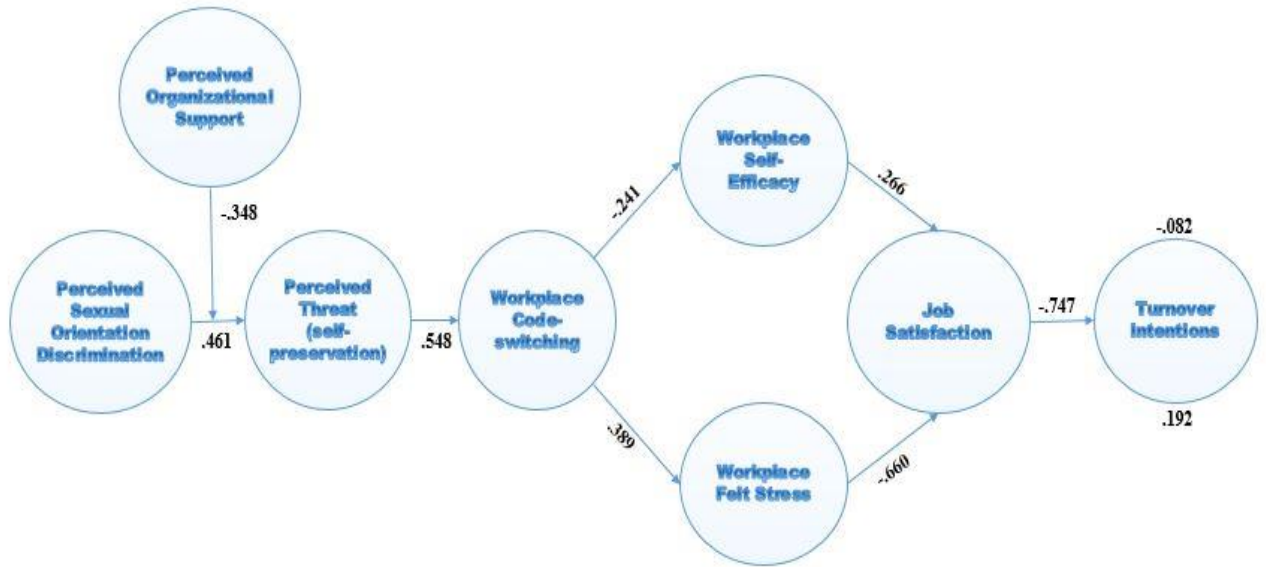 Perceived
Organizational
Support
-.348
Perceived
Sexual
Orientation
Discrimination
.461
Perceived
Threat
(self-
preservation)
.548
Workplace
Code-
switching
-.241
.389
Workplace
Self-
Efficacy
.266
Workplace
Felt Stress
-.660
Job
Satisfaction
-.747
-.082
Turnover
Intentions
.192